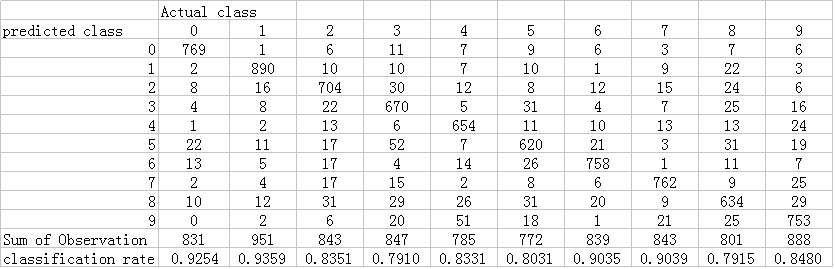 Actual class
predicted class 0 1 2 3 4 5 6 7 8 9
0 769 1 6 11 7 9 6 3 7 6
1 2 890 10 10 7 10 1 9 22 3
2 8 16 704 30 12 8 12 15 24 6
3 4 8 22 670 5 31 4 7 25 16
4 1 2 13 6 654 11 10 13 13 24
5 22 11 17 52 7 620 21 3 31 19
6 13 5 17 4 14 26 758 1 11 7
7 2 4 17 15 2 8 6 762 9 25
8 10 12 31 29 26 31 20 9 634 29
9 0 2 6 20 51 18 1 21 25 753
Sum of Observation 831 951 843 847 785 772 839 843 801 888
classification rate 0.9254 0.9359 0.8351 0.7910 0.8331 0.8031 0.9035 0.9039 0.7915 0.8480